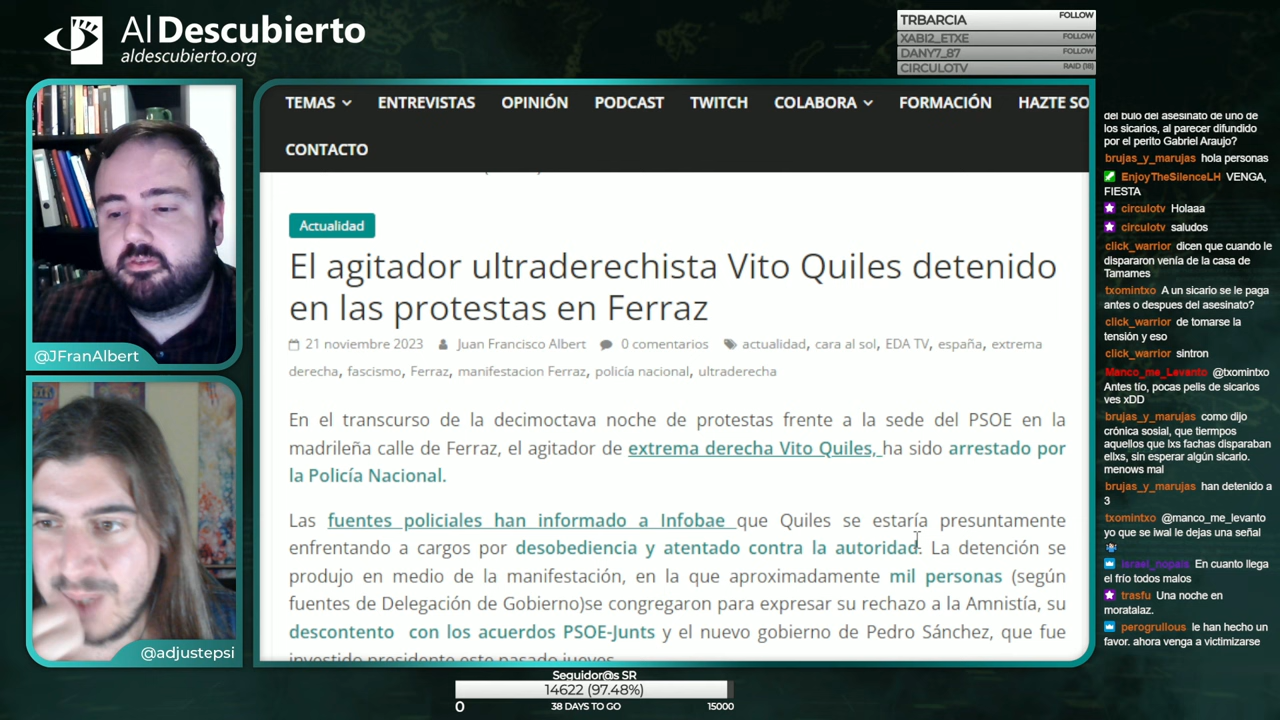 Al Descubierto
aldescubierto.org
TRBARCIA FOLLOW
XABI2_ETXE FOLLOW
DANY7_87 FOLLOW
CIRCULOTV RAID (18)
TEMAS ENTREVISTAS OPINIÓN PODCAST TWITCH COLABORA FORMACIÓN HAZTE SO
CONTACTO
Actualidad
El agitador ultraderechista Vito Quiles detenido
en las protestas en Ferraz
21 noviembre 2023 Juan Francisco Albert 0 comentarios actualidad, cara al sol, EDA TV, españa, extrema
derecha, fascismo, Ferraz, manifestacion Ferraz, policía nacional, ultraderecha
En el transcurso de la decimoctava noche de protestas frente a la sede del PSOE en la
madrileña calle de Ferraz, el agitador de extrema derecha Vito Quiles, ha sido arrestado por
la Policía Nacional.
Las fuentes policiales han informado a Infobae que Quiles se estaría presuntamente
enfrentando a cargos por desobediencia y atentado contra la autoridad. La detención se
produjo en medio de la manifestación, en la que aproximadamente mil personas (según
fuentes de Delegación de Gobierno)se congregaron para expresar su rechazo a la Amnistía, su
descontento con los acuerdos PSOE-Junts y el nuevo gobierno de Pedro Sánchez, que fue
investido presidente este pasado jueves.
@JFranAlbert
@adjustepsi
del bulo del asesinato de uno de
los sicarios, al parecer difundido
por el perito Gabriel Araujo?
brujas_y_marujas hola personas
EnjoyTheSilenceLH VENGA,
FIESTA
circulotv Holaaa
circulotv saludos
click_warrior dicen que cuando le
dispararon venía de la casa de
Tamames
txomintxo A un sicario se le paga
antes o despues del asesinato?
click_warrior de tomarse la
tensión y eso
click_warrior sintron
Manco_me_Levanto @txomintxo
Antes tío, pocas pelis de sicarios
ves xDD
brujas_y_marujas como dijo
crónica sosial, que tiermpos
aquellos que lxs fachas disparaban
ellxs, sin esperar algún sicario.
menows mal
brujas_y_marujas han detenido a
3
txomintxo @manco_me_levanto
yo que se iwal le dejas una señal
israel_nopals En cuanto llega
el frío todos malos
trasfu Una noche en
moratalaz.
perogrullous le han hecho un
favor. ahora venga a victimizarse
Seguidor@s SR
14622 (97.48%)
0 38 DAYS TO GO 15000